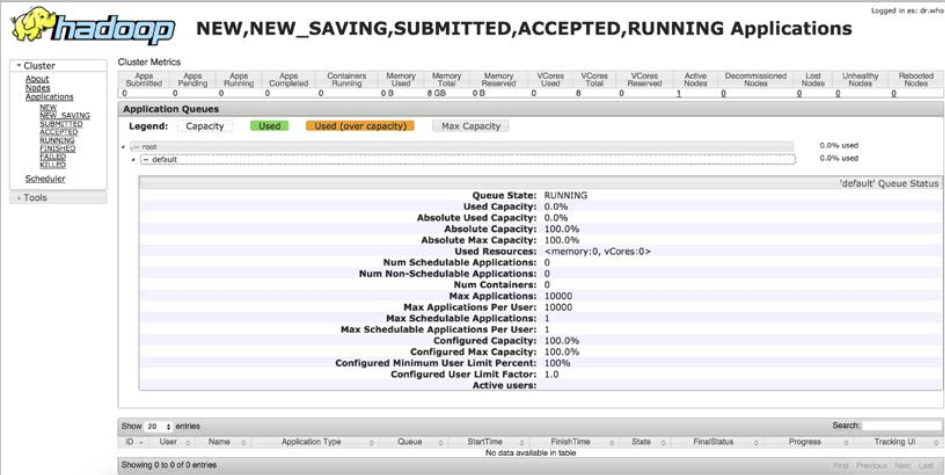 Logged in as: dr.who
hadoop
NEW,NEW_SAVING,SUBMITTED,ACCEPTED,RUNNING Applications
Cluster
About
Nodes
Applications
NEW
NEW_SAVING
SUBMITTED
ACCEPTED
RUNNING
FINISHED
FAILED
KILLED
Scheduler
Tools
Cluster Metrics
Apps Submitted Apps Pending Apps Running Apps Completed Containers Running Memory Used Memory Total Memory Reserved VCores Used VCores Total VCores Reserved Active Nodes Decommissioned Nodes Lost Nodes Unhealthy Nodes Rebooted Nodes
0 0 0 0 0 0 B 8 GB 0 B 0 8 0 1 0 0 0 0
Application Queues
Legend: Capacity Used Used (over capacity) Max Capacity
root 0.0% used
default 0.0% used
'default' Queue Status
Queue State: RUNNING
Used Capacity: 0.0%
Absolute Used Capacity: 0.0%
Absolute Capacity: 100.0%
Absolute Max Capacity: 100.0%
Used Resources: <memory:0, vCores:0>
Num Schedulable Applications: 0
Num Non-Schedulable Applications: 0
Num Containers: 0
Max Applications: 10000
Max Applications Per User: 10000
Max Schedulable Applications: 1
Max Schedulable Applications Per User: 1
Configured Capacity: 100.0%
Configured Max Capacity: 100.0%
Configured Minimum User Limit Percent: 100%
Configured User Limit Factor: 1.0
Active users:
Show 20 entries Search:
ID User Name Application Type Queue StartTime FinishTime State FinalStatus Progress Tracking UI
No data available in table
Showing 0 to 0 of 0 entries First Previous Next Last